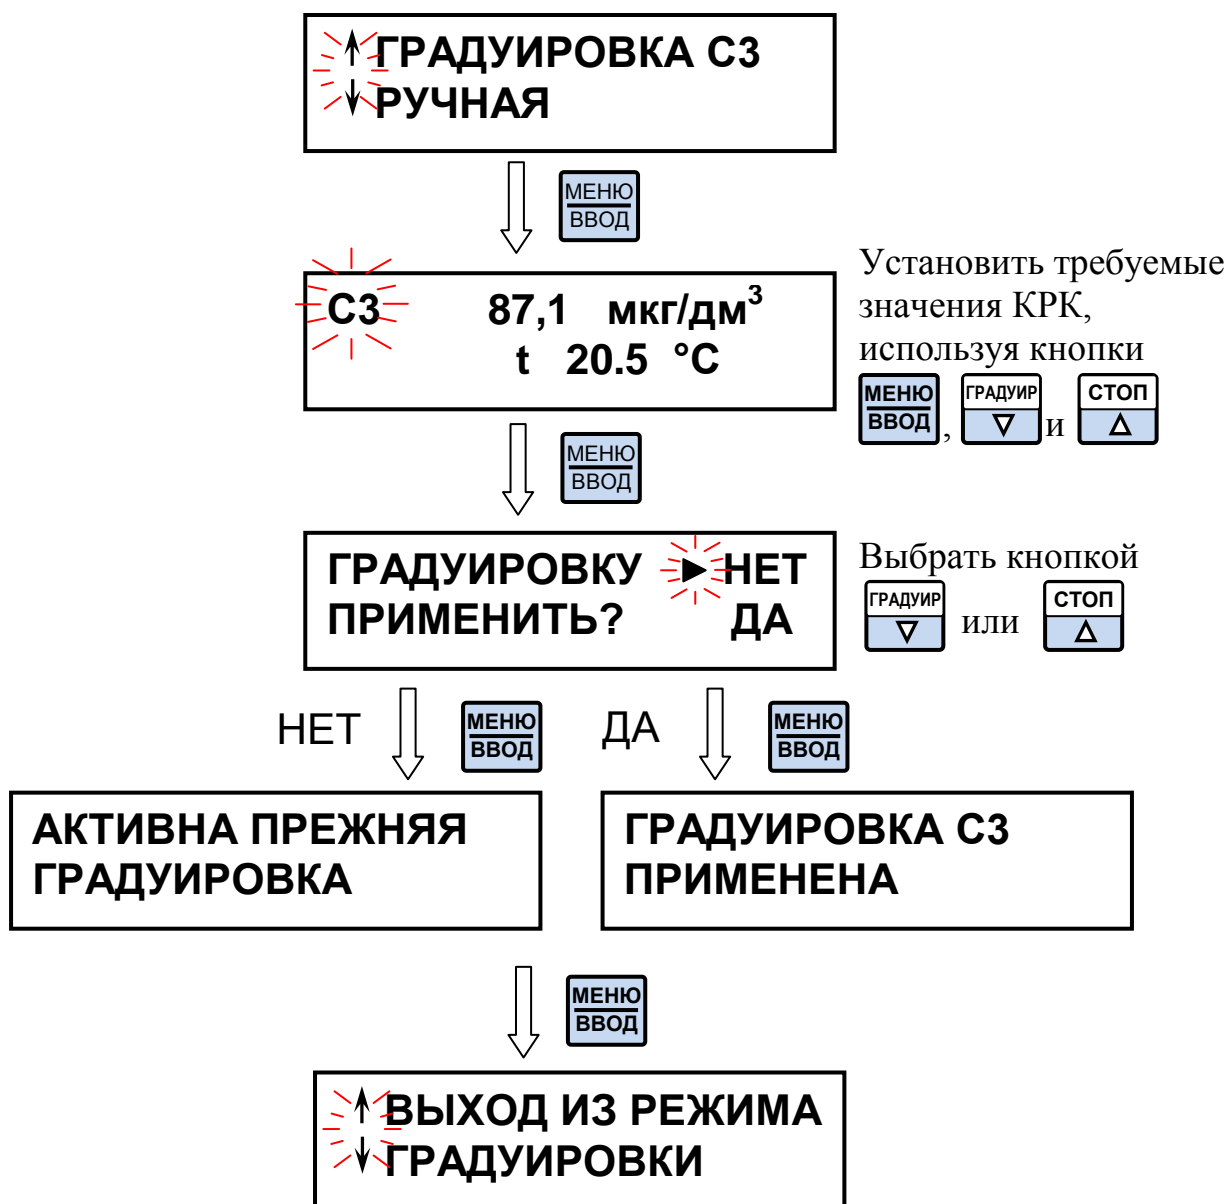 ГРАДУИРОВКА С3
РУЧНАЯ
МЕНЮ
ВВОД
С3 87,1 мкг/дм³
t 20.5 °С
Установить требуемые
значения КРК,
используя кнопки
МЕНЮ
ВВОД
,
ГРАДУИР
и
СТОП
МЕНЮ
ВВОД
ГРАДУИРОВКУ ► НЕТ
ПРИМЕНИТЬ? ДА
Выбрать кнопкой
ГРАДУИР
или
СТОП
НЕТ
МЕНЮ
ВВОД
ДА
МЕНЮ
ВВОД
АКТИВНА ПРЕЖНЯЯ
ГРАДУИРОВКА
ГРАДУИРОВКА С3
ПРИМЕНЕНА
МЕНЮ
ВВОД
ВЫХОД ИЗ РЕЖИМА
ГРАДУИРОВКИ